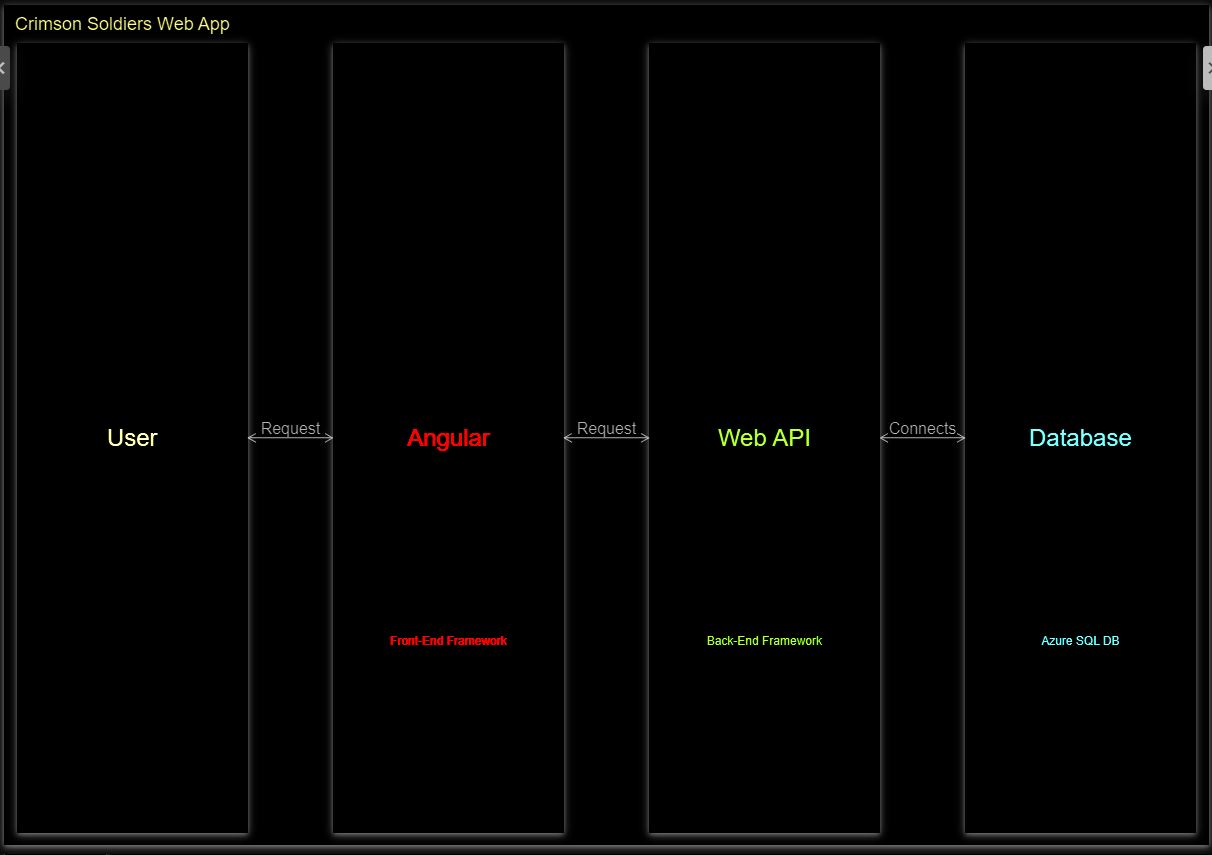 Crimson Soldiers Web App
User
Request
Angular
Request
Web API
Connects
Database
Front-End Framework
Back-End Framework
Azure SQL DB